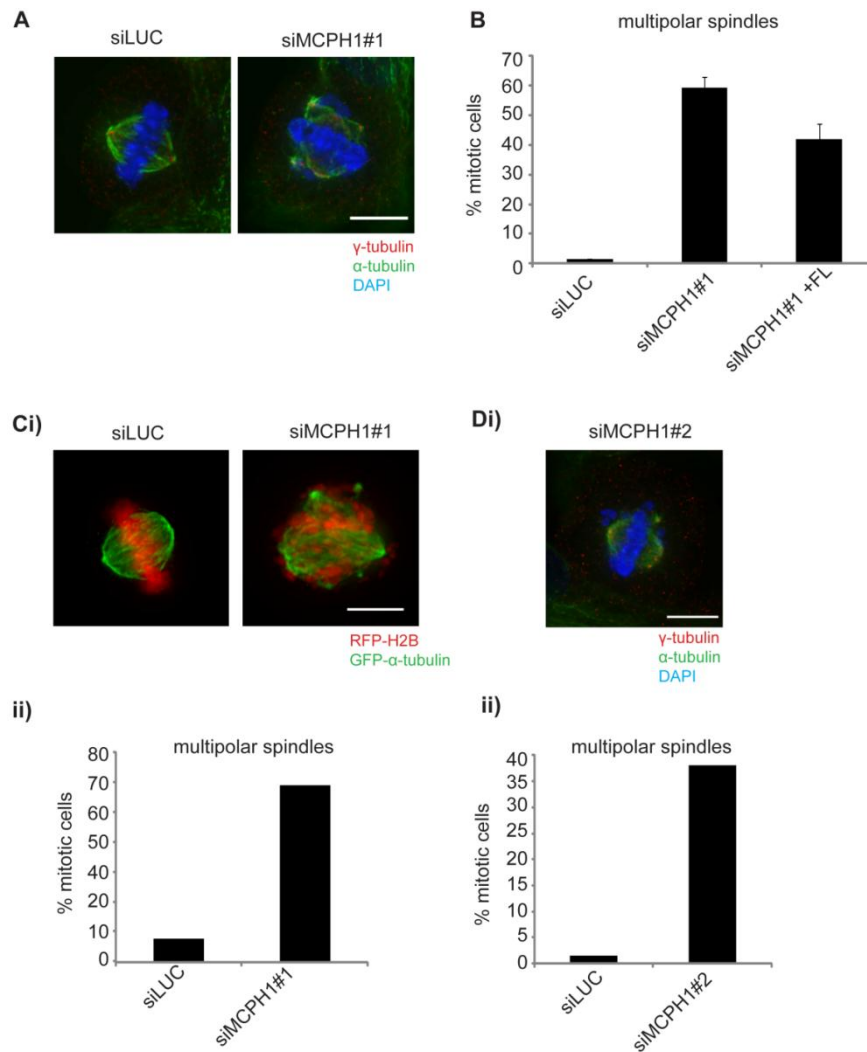 A
siLUC
siMCPH1#1
γ-tubulin
α-tubulin
DAPI
B
multipolar spindles
% mitotic cells
70
60
50
40
30
20
10
0
siLUC
siMCPH1#1
siMCPH1#1 +FL
Ci)
siLUC
siMCPH1#1
RFP-H2B
GFP-α-tubulin
Di)
siMCPH1#2
γ-tubulin
α-tubulin
DAPI
ii)
multipolar spindles
% mitotic cells
80
70
60
50
40
30
20
10
0
siLUC
siMCPH1#1
ii)
multipolar spindles
% mitotic cells
40
35
30
25
20
15
10
5
0
siLUC
siMCPH1#2